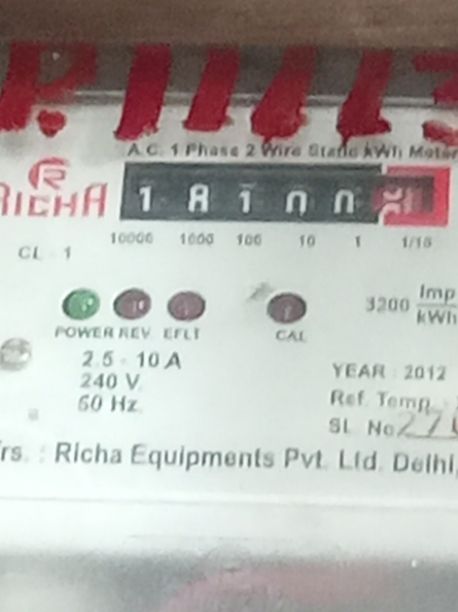 A.C. 1 Phase 2 Wire Static kWh Meter
RICHA
10000 1000 100 10 1 1/10
CL - 1
3200 Imp/kWh
POWER REV EFLT CAL
2.5 - 10 A
240 V
YEAR : 2012
50 Hz.
Ref. Temp
SL No
rs. : Richa Equipments Pvt. Ltd. Delhi